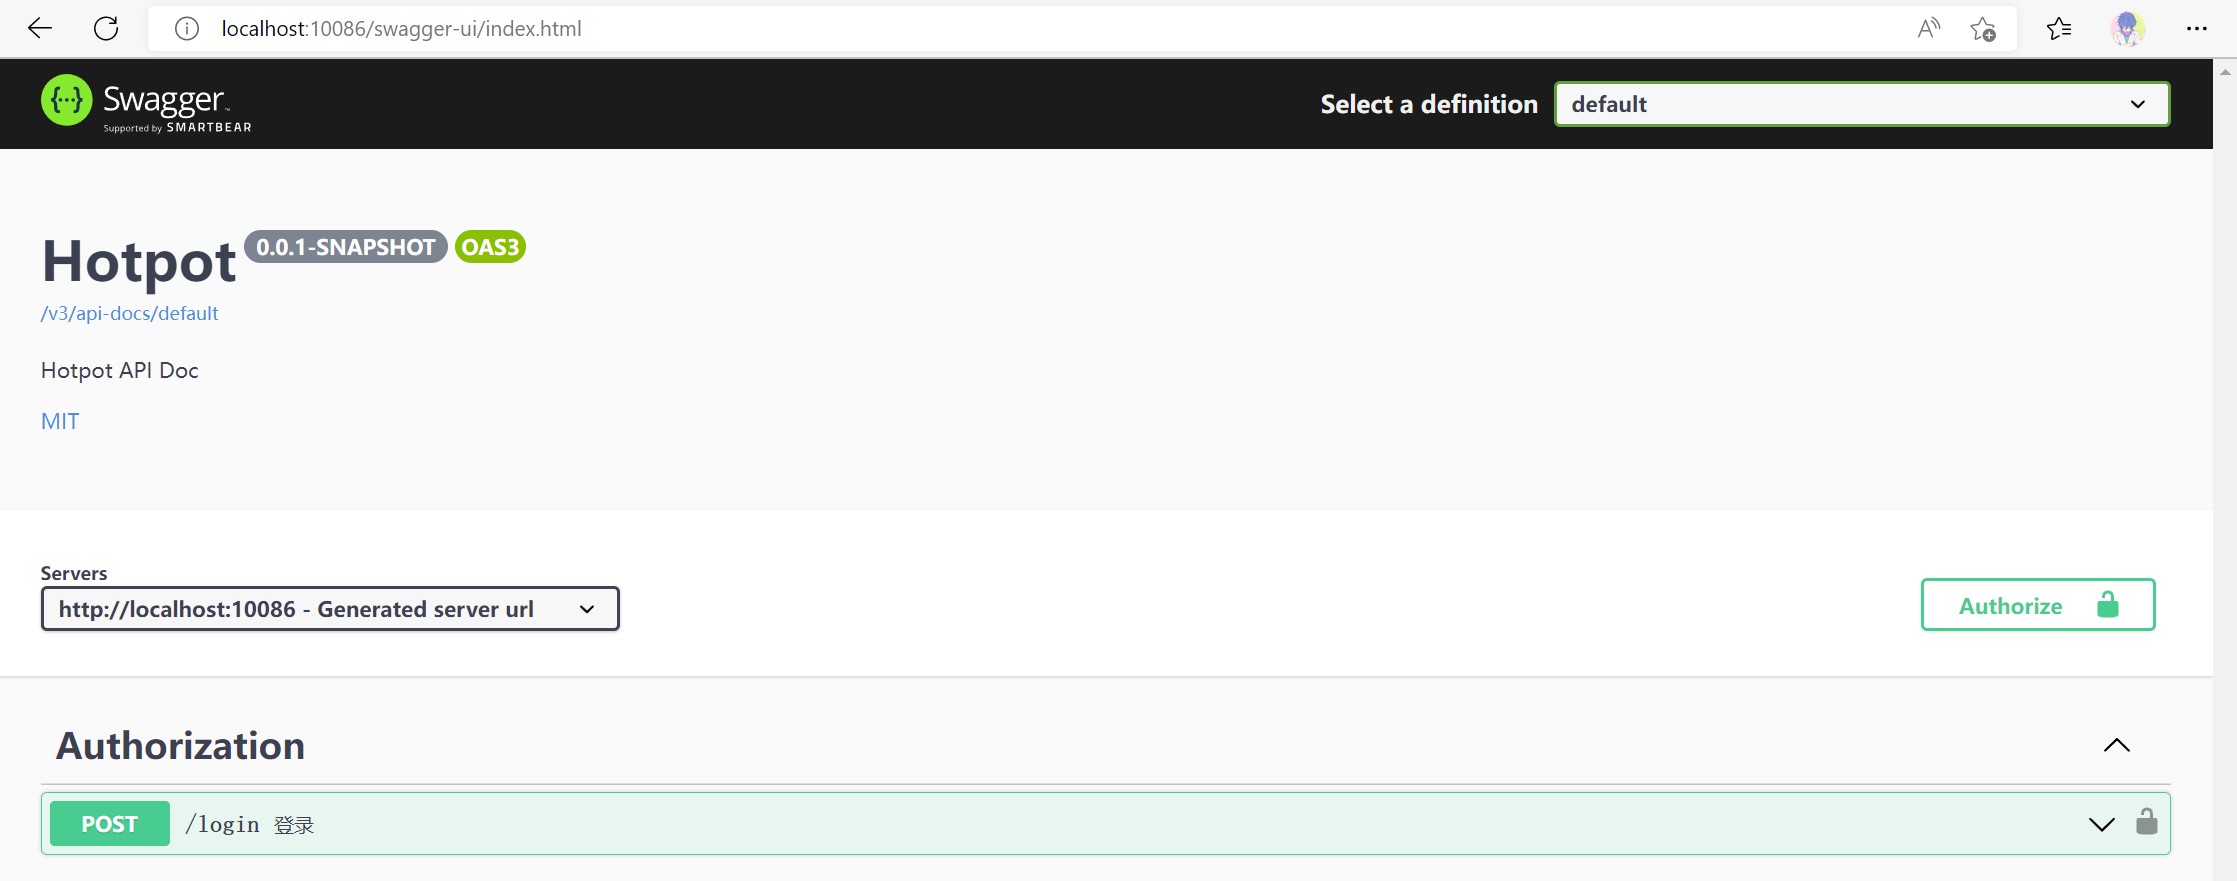 localhost:10086/swagger-ui/index.html
Swagger™
Supported by SMARTBEAR
Select a definition
default
Hotpot 0.0.1-SNAPSHOT OAS3
/v3/api-docs/default
Hotpot API Doc
MIT
Servers
http://localhost:10086 - Generated server url
Authorize
Authorization
POST /login 登录